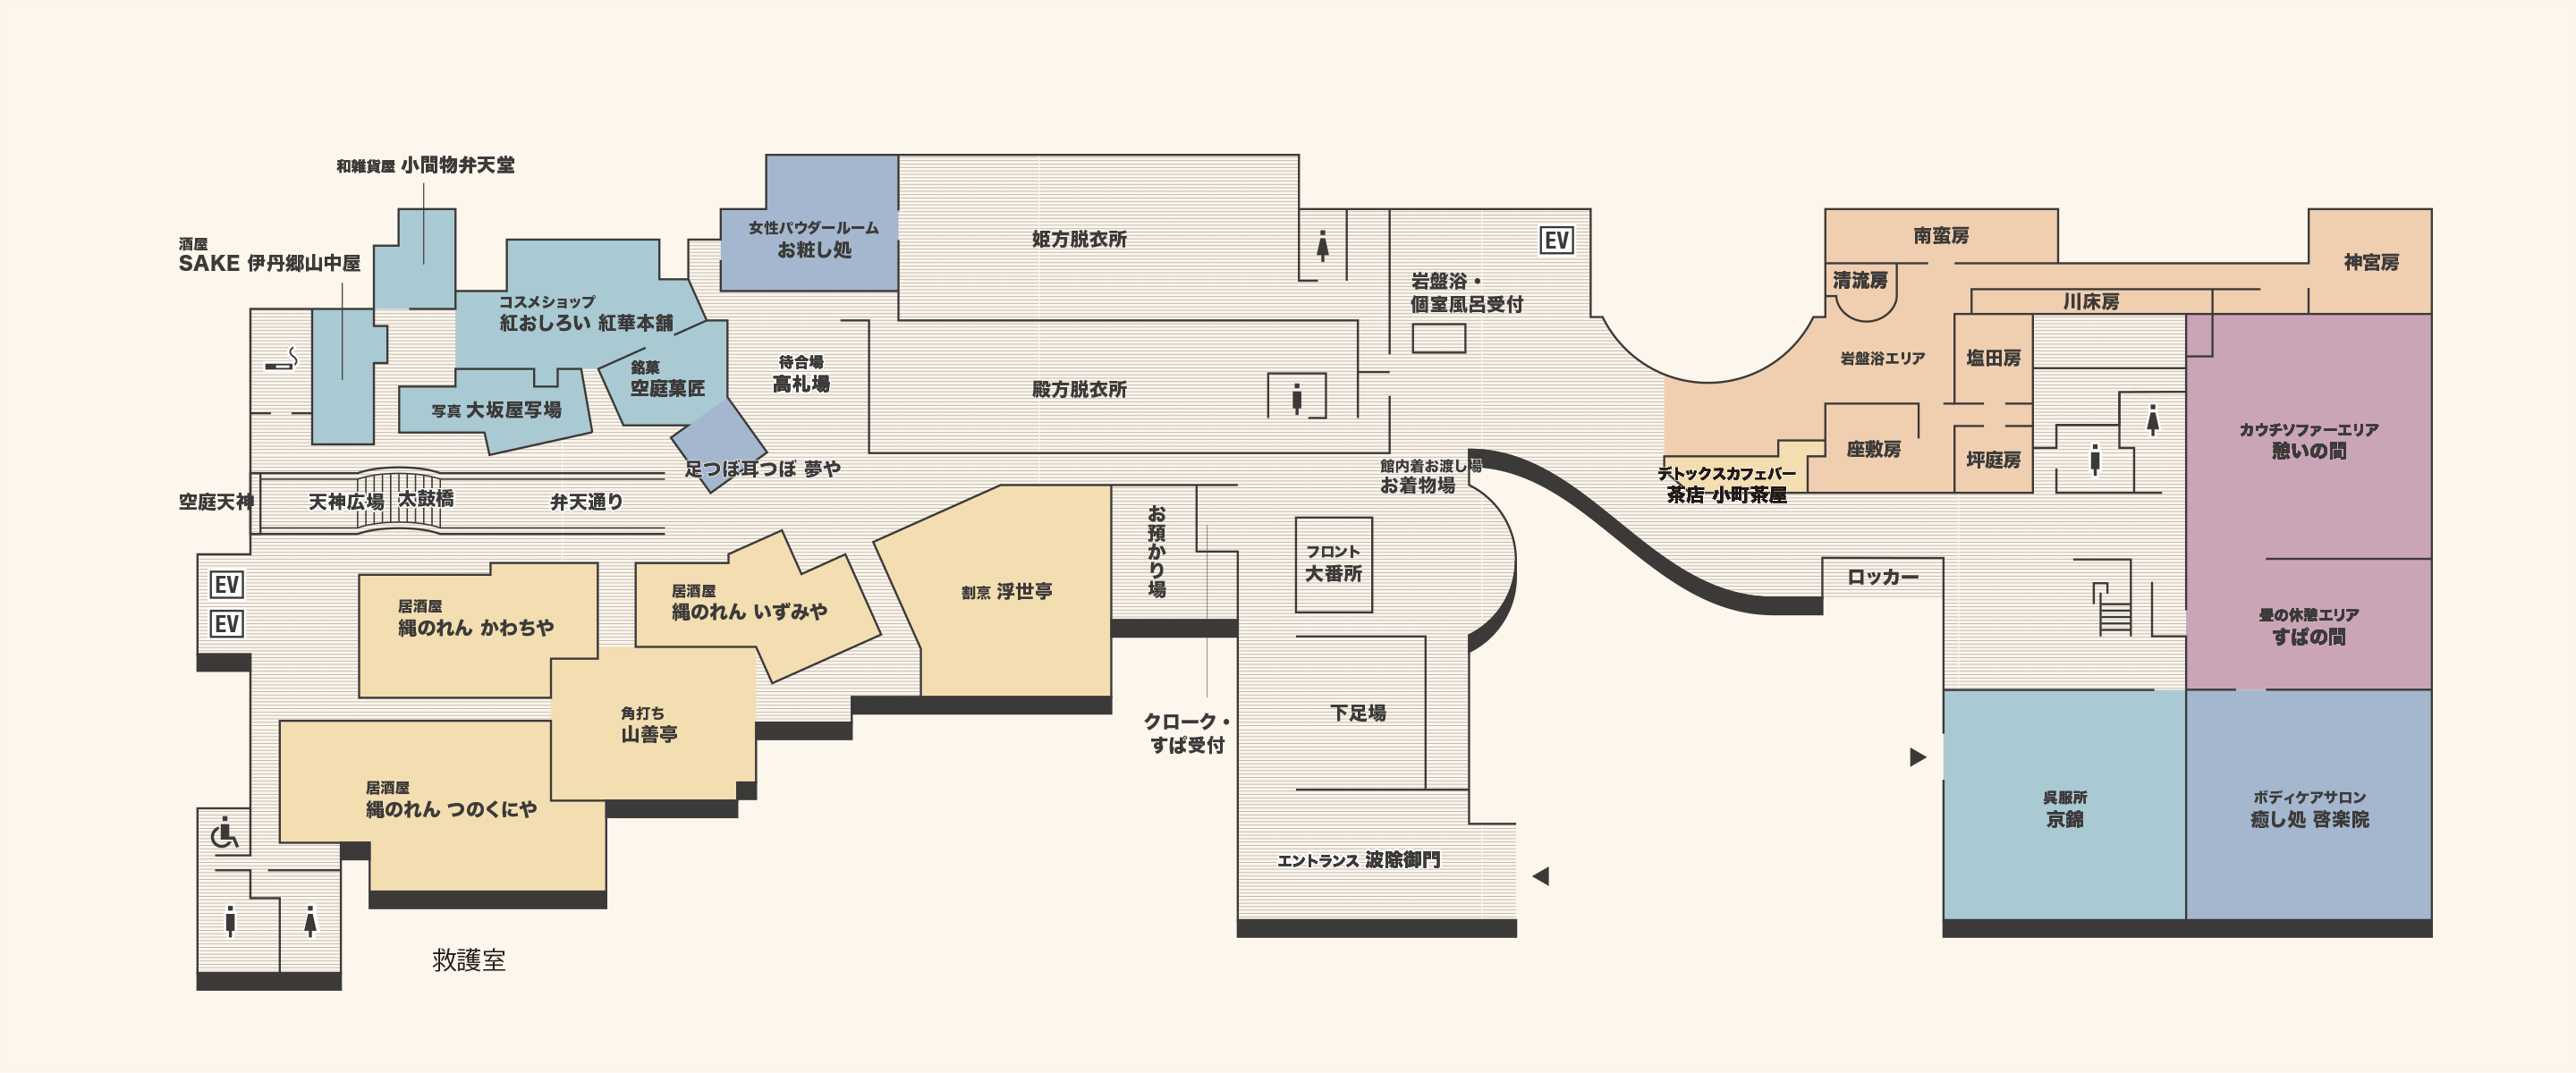 和雑貨屋 小間物弁天堂
酒屋
SAKE 伊丹郷山中屋
コスメショップ
紅おしろい 紅華本舗
銘菓
空庭菓匠
写真 大坂屋写場
女性パウダールーム
お粧し処
姫方脱衣所
殿方脱衣所
待合場
高札場
足つぼ耳つぼ 夢や
EV
岩盤浴・
個室風呂受付
空庭天神
天神広場
太鼓橋
弁天通り
EV
EV
居酒屋
縄のれん かわちや
居酒屋
縄のれん いずみや
角打ち
山善亭
居酒屋
縄のれん つのくにや
救護室
割烹 浮世亭
お預かり場
クローク・
すぱ受付
館内着お渡し場
お着物場
フロント
大番所
下足場
エントランス 波除御門
南蛮房
清流房
神宮房
川床房
岩盤浴エリア
塩田房
座敷房
坪庭房
デトックスカフェバー
茶店 小町茶屋
ロッカー
カウチソファーエリア
憩いの間
畳の休憩エリア
すぱの間
呉服所
京錦
ボディケアサロン
癒し処 啓楽院